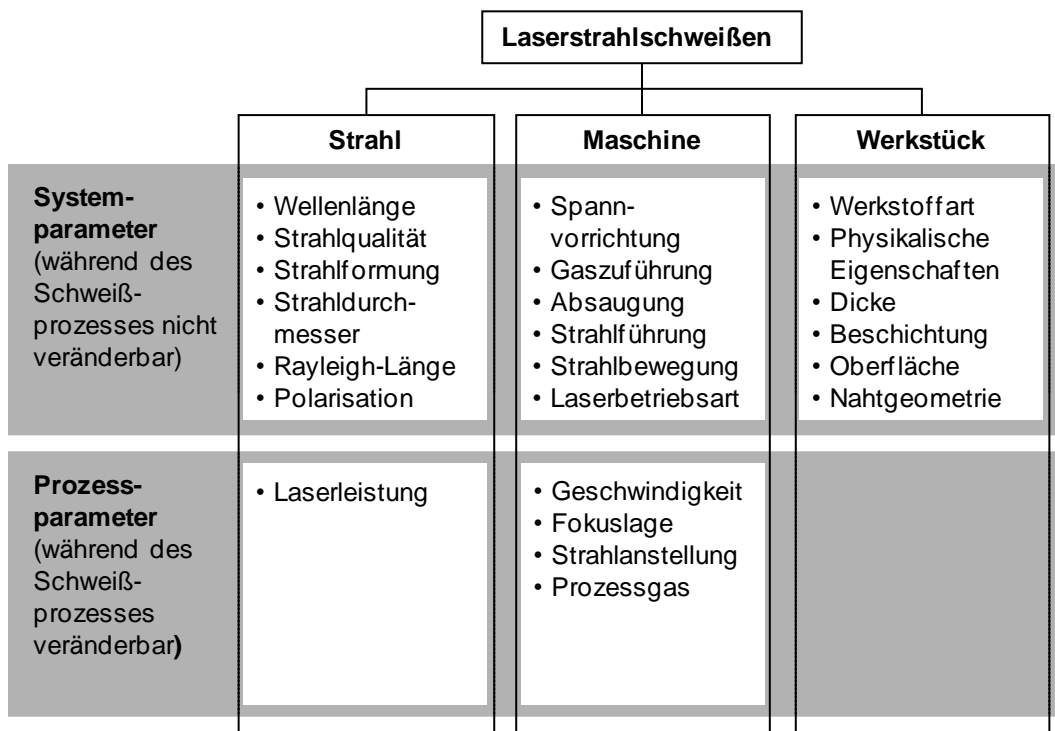 Laserstrahlschweißen
Strahl
Maschine
Werkstück
System-
parameter
(während des
Schweiß-
prozesses nicht
veränderbar)
• Wellenlänge
• Strahlqualität
• Strahlformung
• Strahldurch-
messer
• Rayleigh-Länge
• Polarisation
• Spann-
vorrichtung
• Gaszuführung
• Absaugung
• Strahlführung
• Strahlbewegung
• Laserbetriebsart
• Werkstoffart
• Physikalische
Eigenschaften
• Dicke
• Beschichtung
• Oberfläche
• Nahtgeometrie
Prozess-
parameter
(während des
Schweiß-
prozesses
veränderbar)
• Laserleistung
• Geschwindigkeit
• Fokuslage
• Strahlanstellung
• Prozessgas